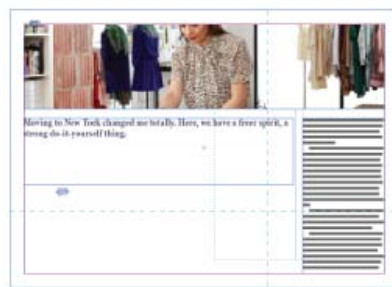 Moving to New York changed me totally. Here, we have a freer spirit, a
strong do-it-yourself thing.